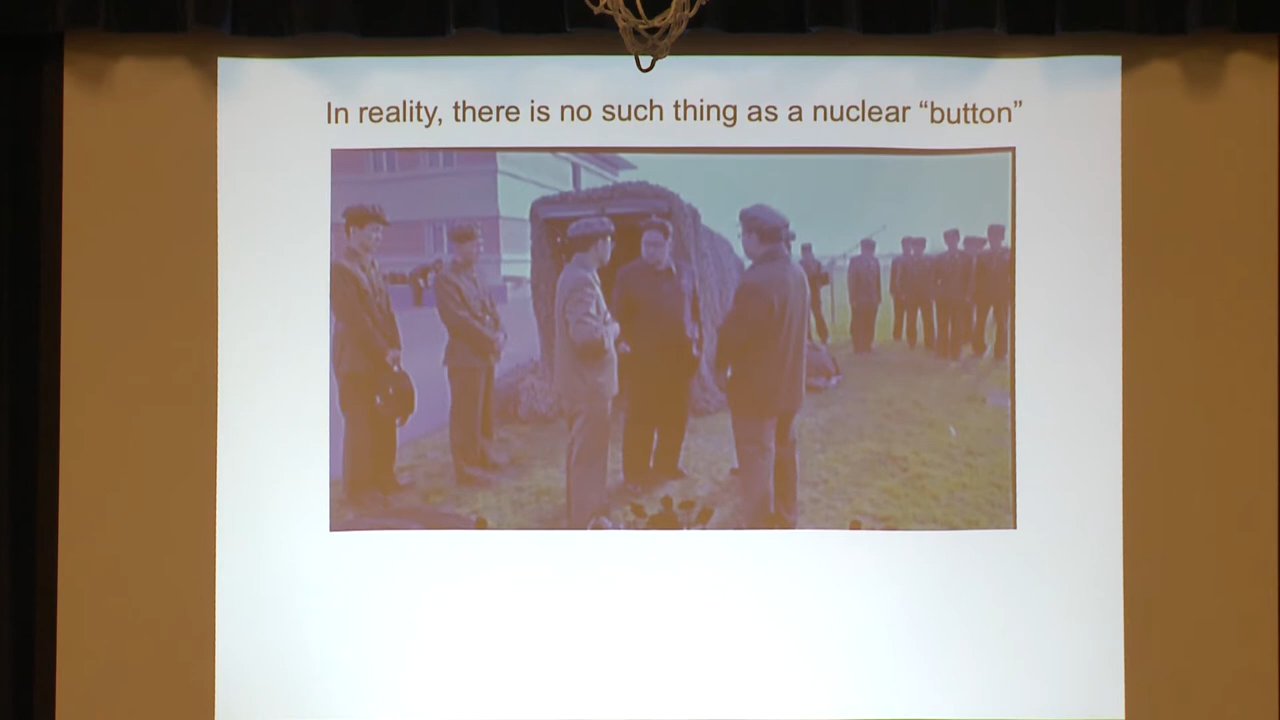 In reality, there is no such thing as a nuclear “button”